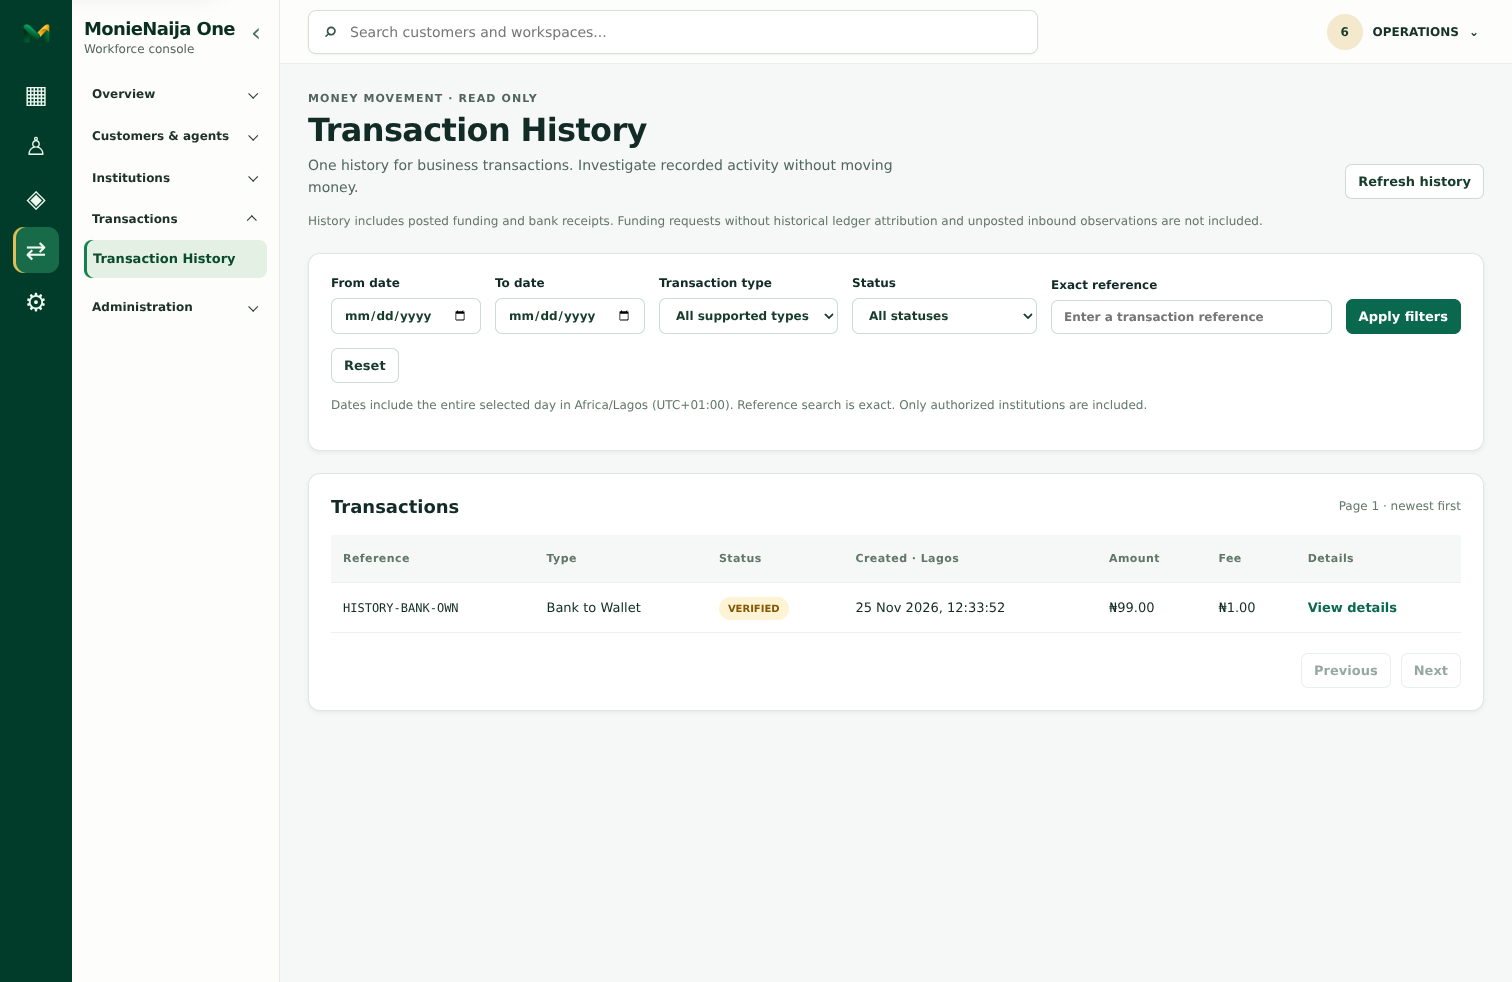 MonieNaija One
Workforce console
Overview
Customers & agents
Institutions
Transactions
Transaction History
Administration
Search customers and workspaces...
6 OPERATIONS
MONEY MOVEMENT · READ ONLY
Transaction History
One history for business transactions. Investigate recorded activity without moving
money.
Refresh history
History includes posted funding and bank receipts. Funding requests without historical ledger attribution and unposted inbound observations are not included.
From date To date Transaction type Status Exact reference
mm/dd/yyyy mm/dd/yyyy All supported types All statuses Enter a transaction reference Apply filters
Reset
Dates include the entire selected day in Africa/Lagos (UTC+01:00). Reference search is exact. Only authorized institutions are included.
Transactions Page 1 · newest first
Reference Type Status Created · Lagos Amount Fee Details
HISTORY-BANK-OWN Bank to Wallet VERIFIED 25 Nov 2026, 12:33:52 ₦99.00 ₦1.00 View details
Previous Next